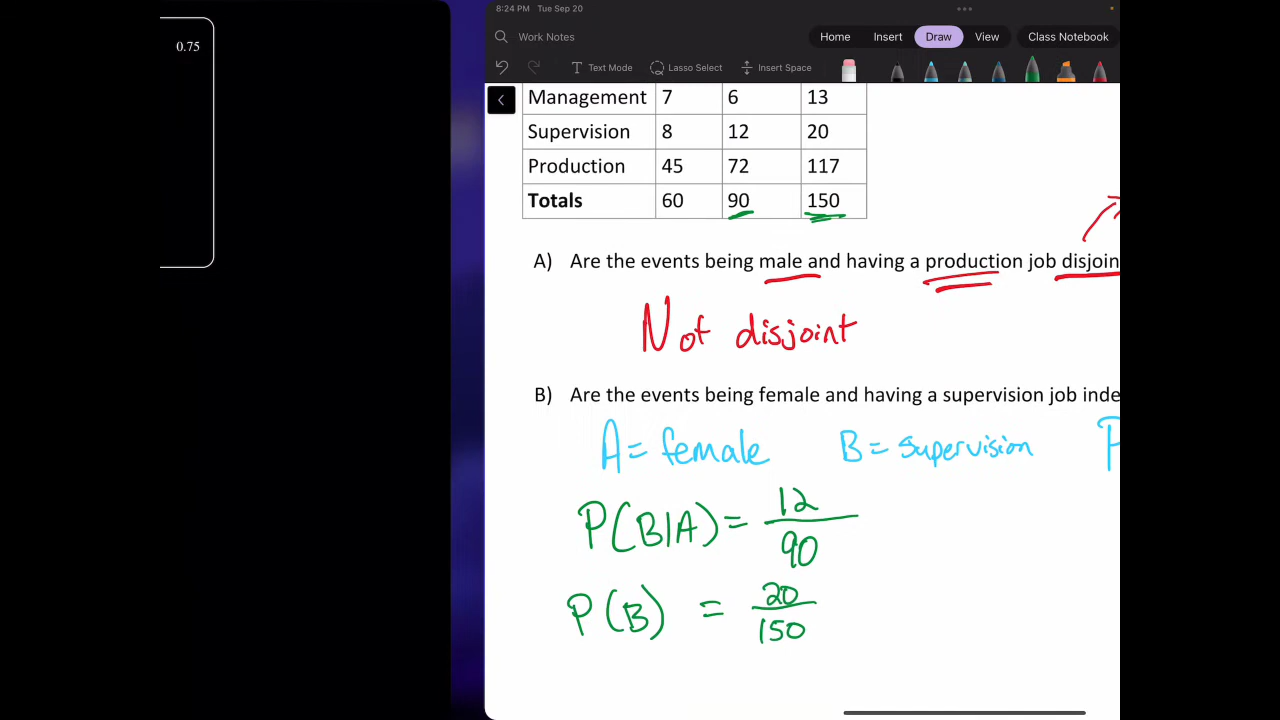 0.75
8:24 PM Tue Sep 20
Work Notes
Home Insert Draw View Class Notebook
Text Mode Lasso Select Insert Space
Management 7 6 13
Supervision 8 12 20
Production 45 72 117
Totals 60 90 150
A) Are the events being male and having a production job disjoin
Not disjoint
B) Are the events being female and having a supervision job inde
A = female B = supervision P
P(B|A) = 12/90
P(B) = 20/150